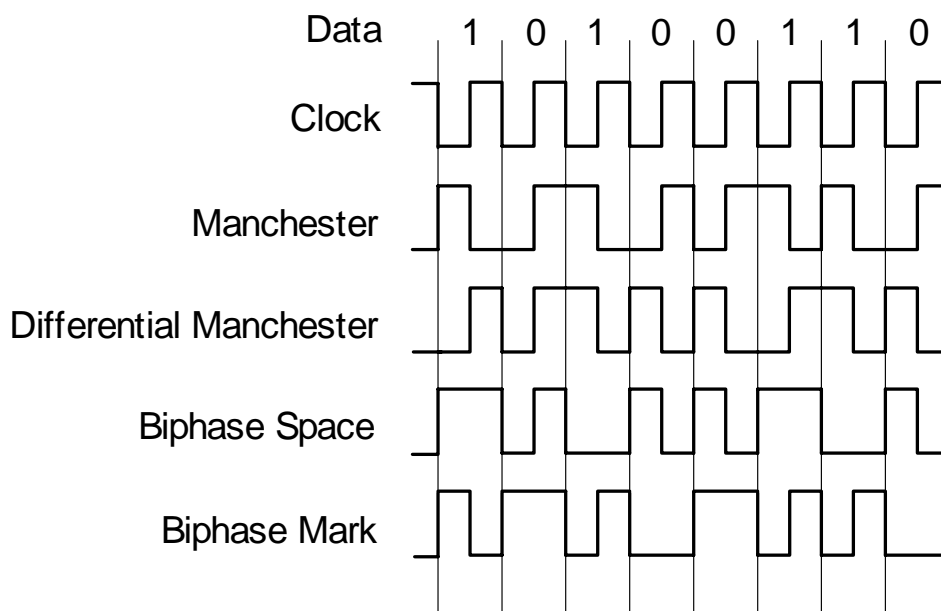 Data 1 0 1 0 0 1 1 0
Clock
Manchester
Differential Manchester
Biphase Space
Biphase Mark